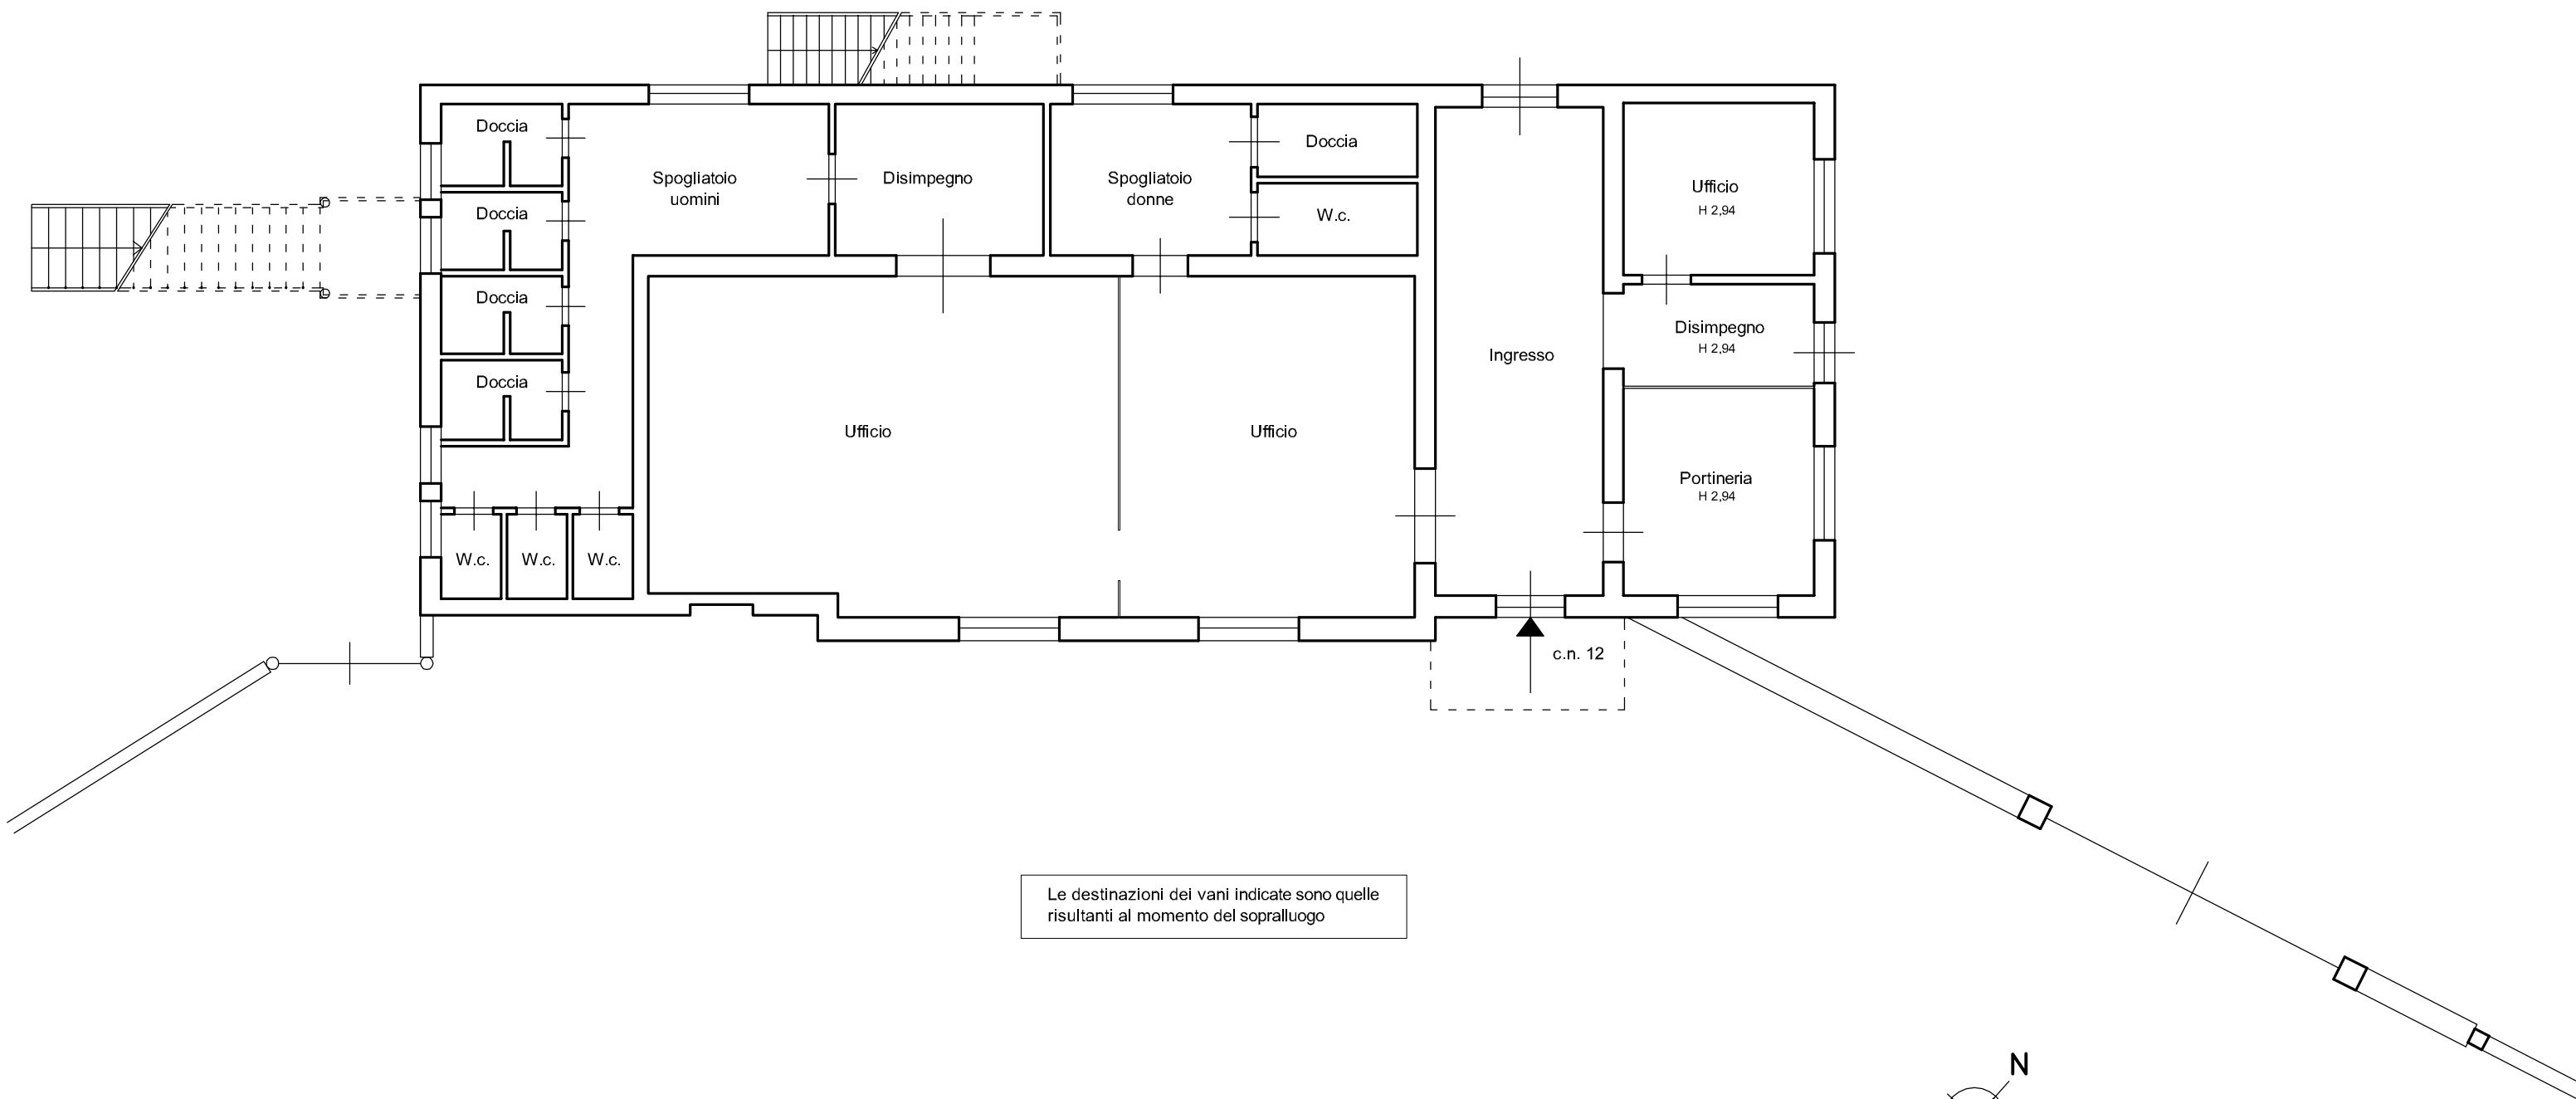 Doccia
Doccia
Doccia
Doccia
Spogliatoio
uomini
Disimpegno
Spogliatoio
donne
Doccia
W.c.
Ufficio
H 2,94
Disimpegno
H 2,94
Ingresso
Ufficio
Ufficio
Portineria
H 2,94
W.c.
W.c.
W.c.
c.n. 12
Le destinazioni dei vani indicate sono quelle
risultanti al momento del sopralluogo
N